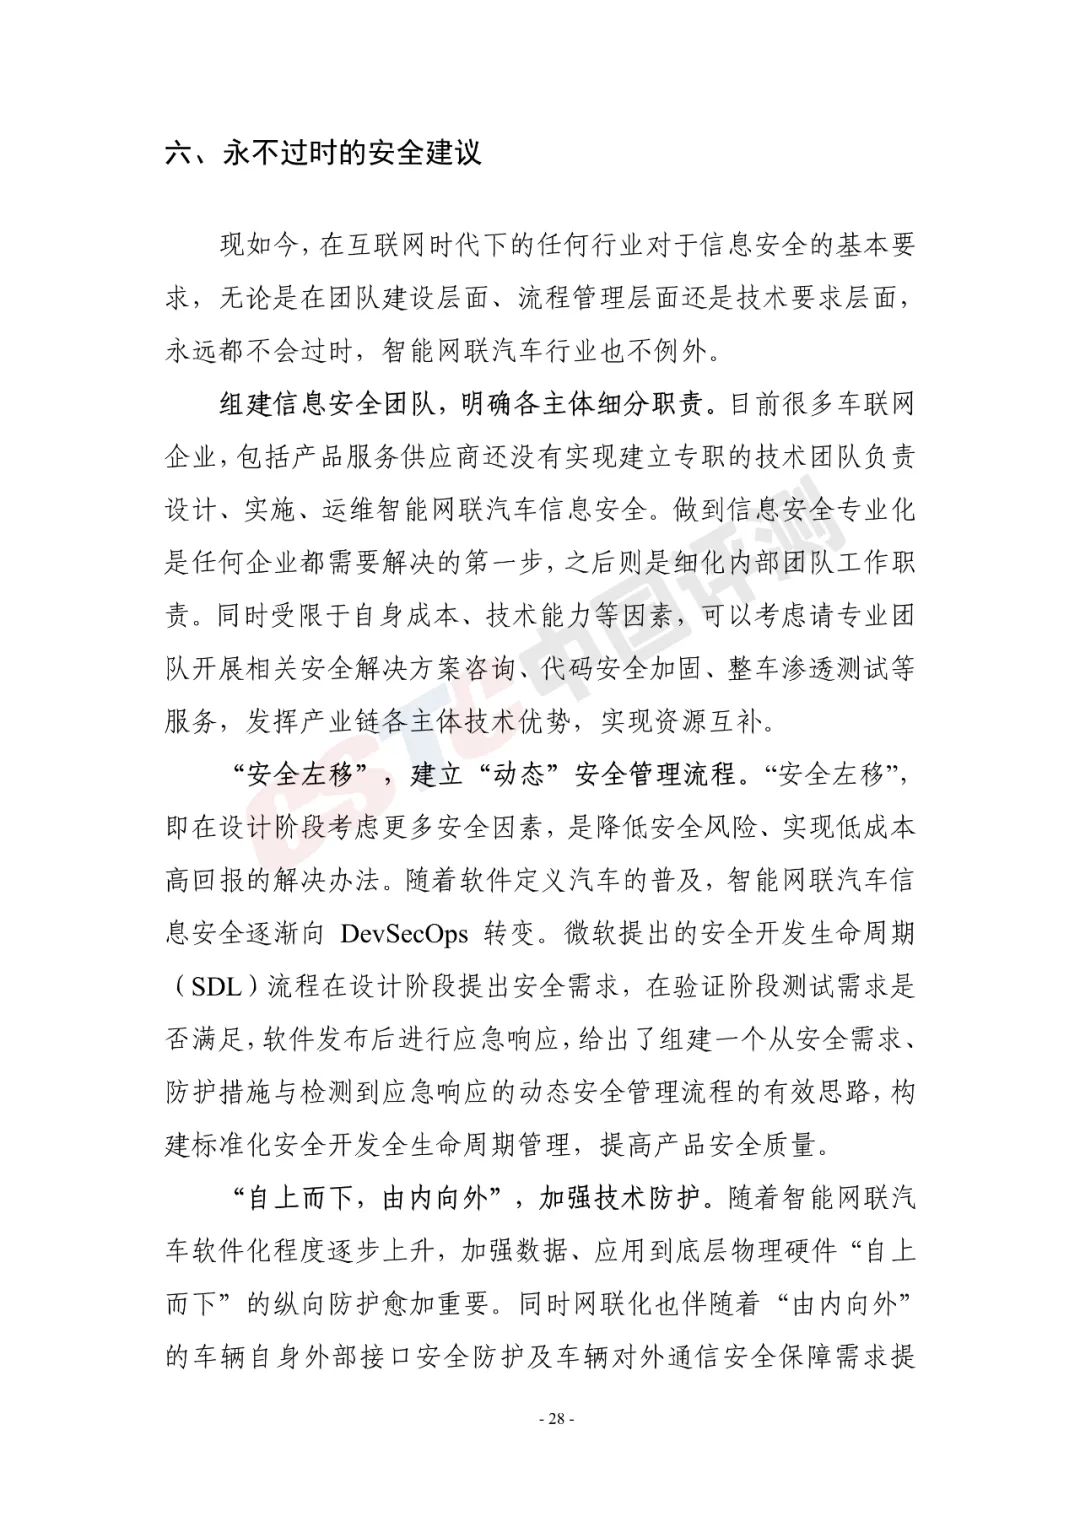 六、永不过时的安全建议
现如今，在互联网时代下的任何行业对于信息安全的基本要
求，无论是在团队建设层面、流程管理层面还是技术要求层面，
永远都不会过时，智能网联汽车行业也不例外。
组建信息安全团队，明确各主体细分职责。目前很多车联网
企业，包括产品服务供应商还没有实现建立专职的技术团队负责
设计、实施、运维智能网联汽车信息安全。做到信息安全专业化
是任何企业都需要解决的第一步，之后则是细化内部团队工作职
责。同时受限于自身成本、技术能力等因素，可以考虑请专业团
队开展相关安全解决方案咨询、代码安全加固、整车渗透测试等
服务，发挥产业链各主体技术优势，实现资源互补。
“安全左移”，建立“动态”安全管理流程。“安全左移”，
即在设计阶段考虑更多安全因素，是降低安全风险、实现低成本
高回报的解决办法。随着软件定义汽车的普及，智能网联汽车信
息安全逐渐向 DevSecOps 转变。微软提出的安全开发生命周期
（SDL）流程在设计阶段提出安全需求，在验证阶段测试需求是
否满足，软件发布后进行应急响应，给出了组建一个从安全需求、
防护措施与检测到应急响应的动态安全管理流程的有效思路，构
建标准化安全开发全生命周期管理，提高产品安全质量。
“自上而下，由内向外”，加强技术防护。随着智能网联汽
车软件化程度逐步上升，加强数据、应用到底层物理硬件“自上
而下”的纵向防护愈加重要。同时网联化也伴随着“由内向外”
的车辆自身外部接口安全防护及车辆对外通信安全保障需求提
- 28 -
CSTC中国评测